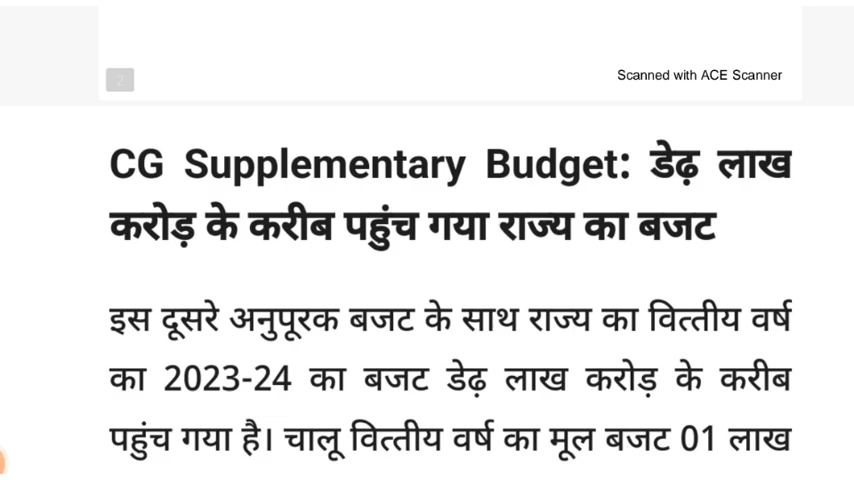 2
Scanned with ACE Scanner
CG Supplementary Budget: डेढ़ लाख
करोड़ के करीब पहुंच गया राज्य का बजट
इस दूसरे अनुपूरक बजट के साथ राज्य का वित्तीय वर्ष
का 2023-24 का बजट डेढ़ लाख करोड़ के करीब
पहुंच गया है। चालू वित्तीय वर्ष का मूल बजट 01 लाख